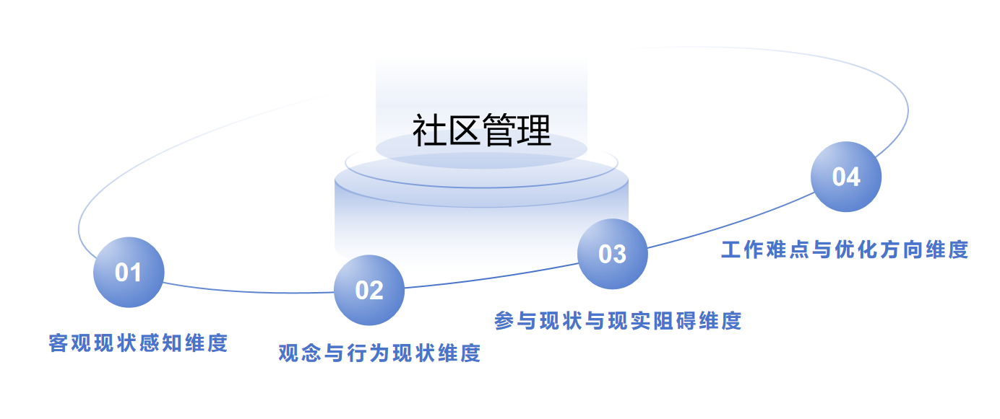 社区管理
01
客观现状感知维度
02
观念与行为现状维度
03
参与现状与现实阻碍维度
04
工作难点与优化方向维度